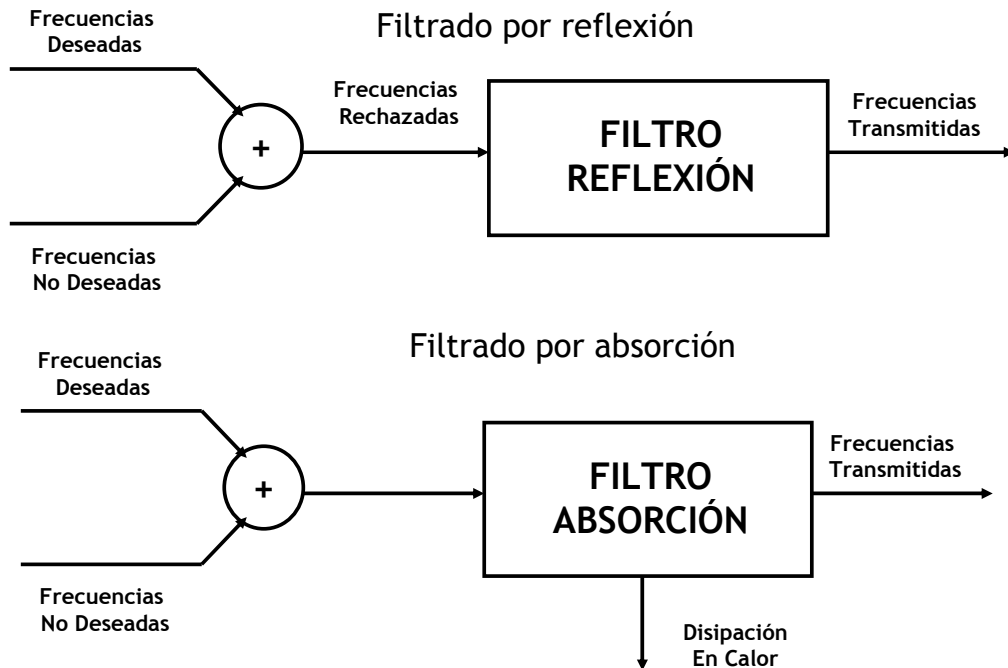 Filtrado por reflexión
Frecuencias
Deseadas
+
Frecuencias
No Deseadas
Frecuencias
Rechazadas
FILTRO
REFLEXIÓN
Frecuencias
Transmitidas
Filtrado por absorción
Frecuencias
Deseadas
+
Frecuencias
No Deseadas
FILTRO
ABSORCIÓN
Frecuencias
Transmitidas
Disipación
En Calor